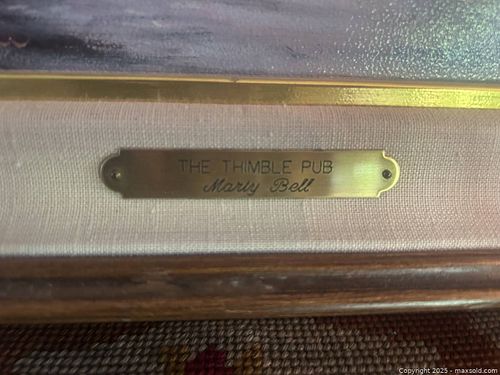 THE THIMBLE PUB
Marty Bell
Copyright 2025 - maxsold.com